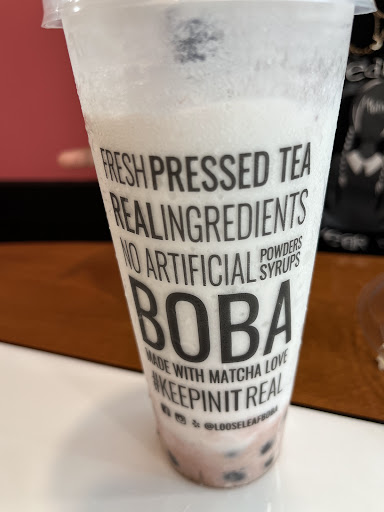 FRESH PRESSED TEA
REAL INGREDIENTS
NO ARTIFICIAL POWDERS SYRUPS
BOBA
MADE WITH MATCHA LOVE
#KEEPINITREAL
@LOOSELEAFBOBA